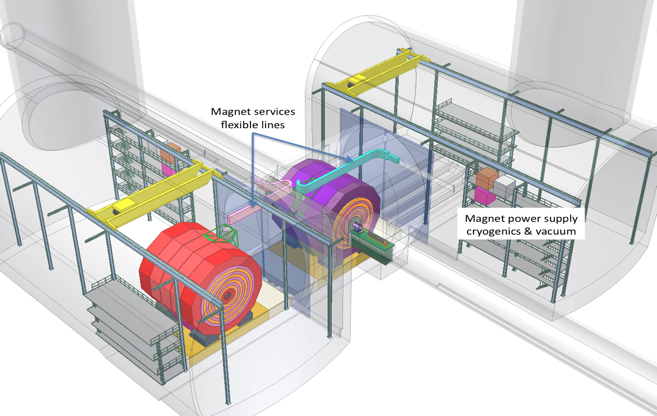 Magnet services
flexible lines
Magnet power supply
cryogenics & vacuum